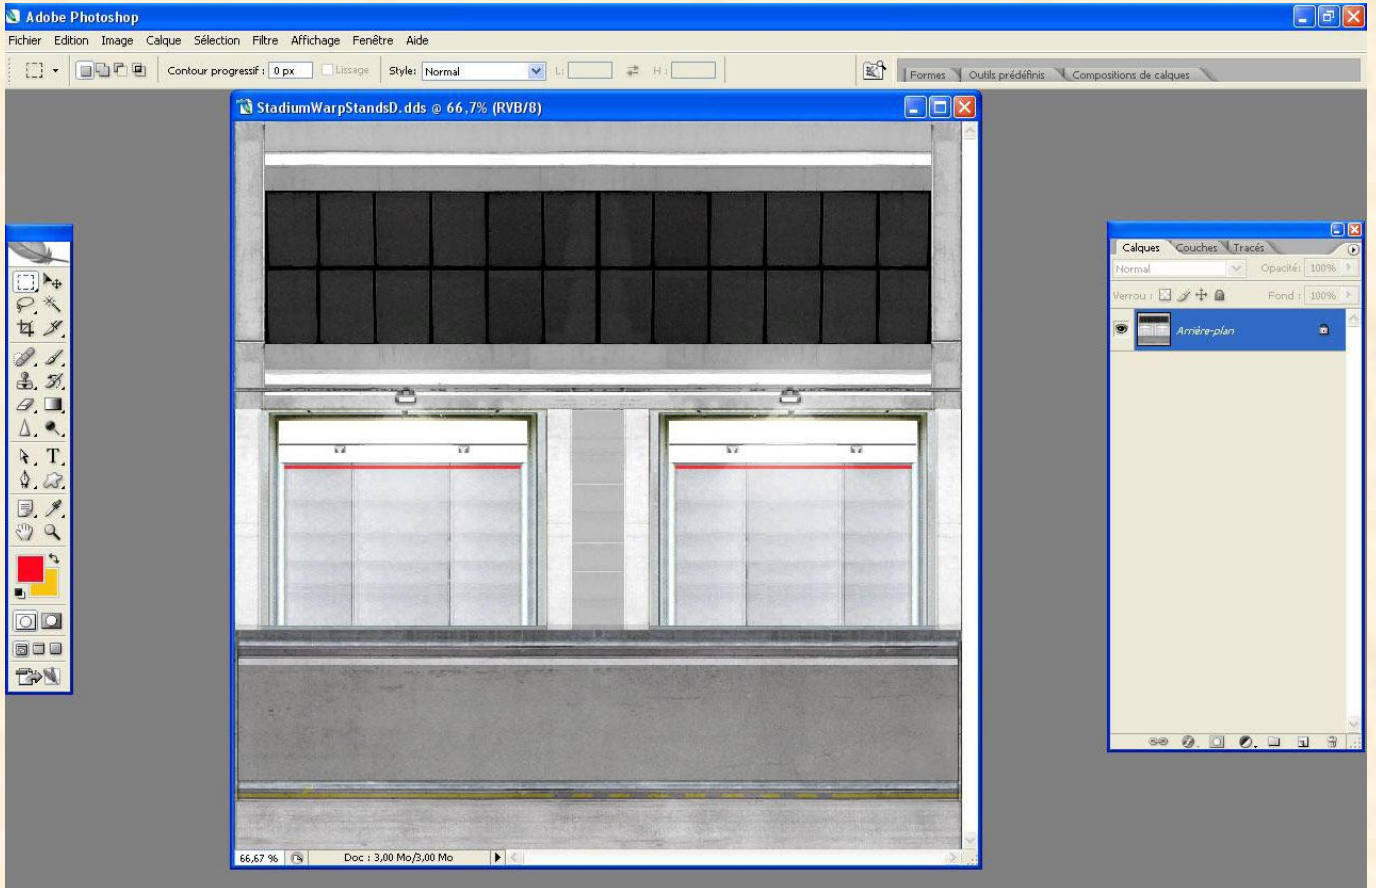 Adobe Photoshop
Fichier Edition Image Calque Sélection Filtre Affichage Fenêtre Aide
Contour progressif : 0 px Lissage Style: Normal L: H: Formes Outils prédéfinis Compositions de calques
StadiumWarpStandsD.dds @ 66,7% (RVB/8)
Calques Couches Tracés
Normal Opacité: 100%
Verrou : Fond : 100%
Arrière-plan
T
66,67 % Doc : 3,00 Mo/3,00 Mo